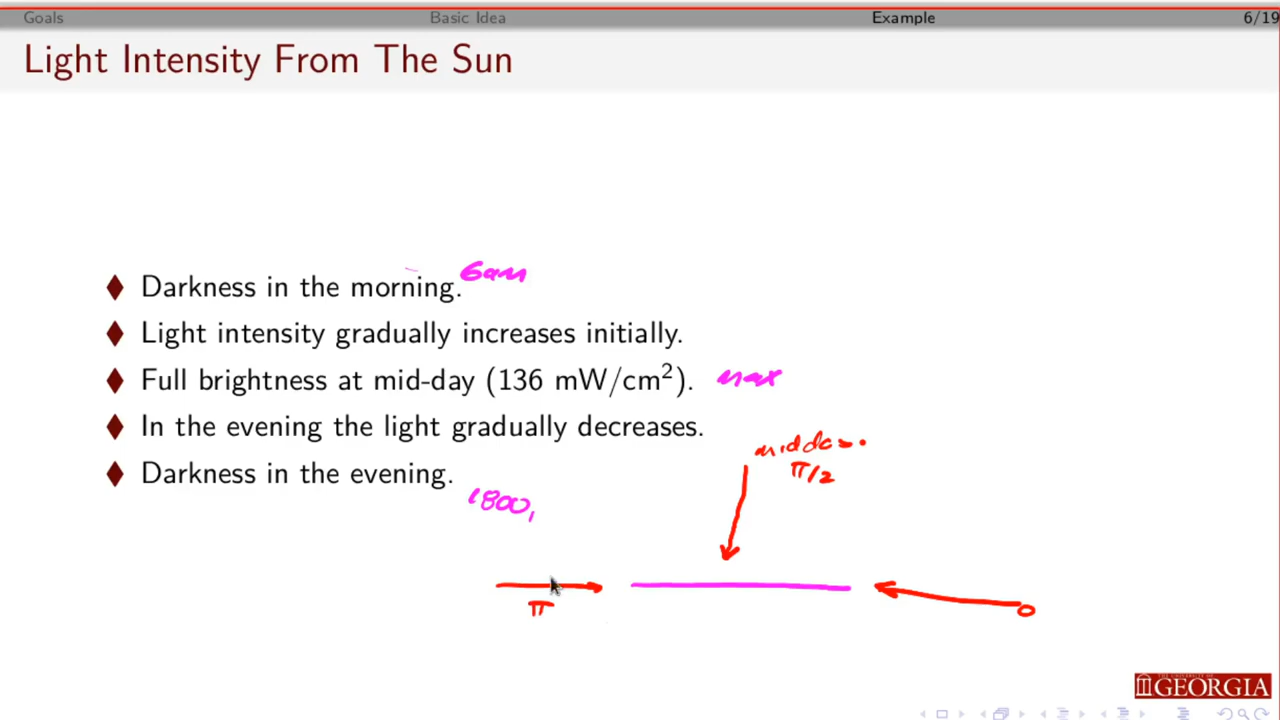 Goals Basic Idea Example 6/19
Light Intensity From The Sun
♦ Darkness in the morning. 6am
♦ Light intensity gradually increases initially.
♦ Full brightness at mid-day (136 mW/cm²). max
♦ In the evening the light gradually decreases.
midday
π/2
♦ Darkness in the evening.
1800,
π
0
GEORGIA